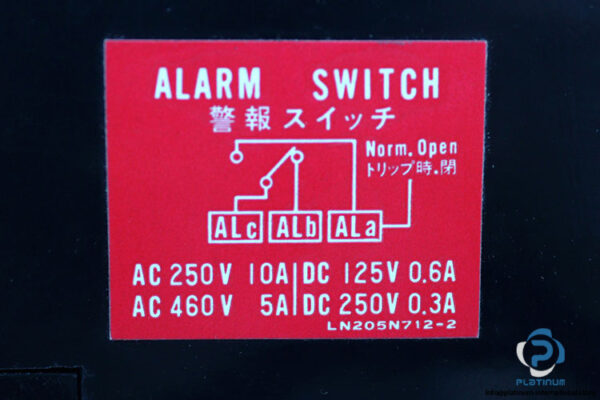 ALARM SWITCH
警報スイッチ
Norm. Open
トリップ時.閉
ALc ALb ALa
AC 250V 10A DC 125V 0.6A
AC 460V 5A DC 250V 0.3A
LN205N712-2
PLATINUM